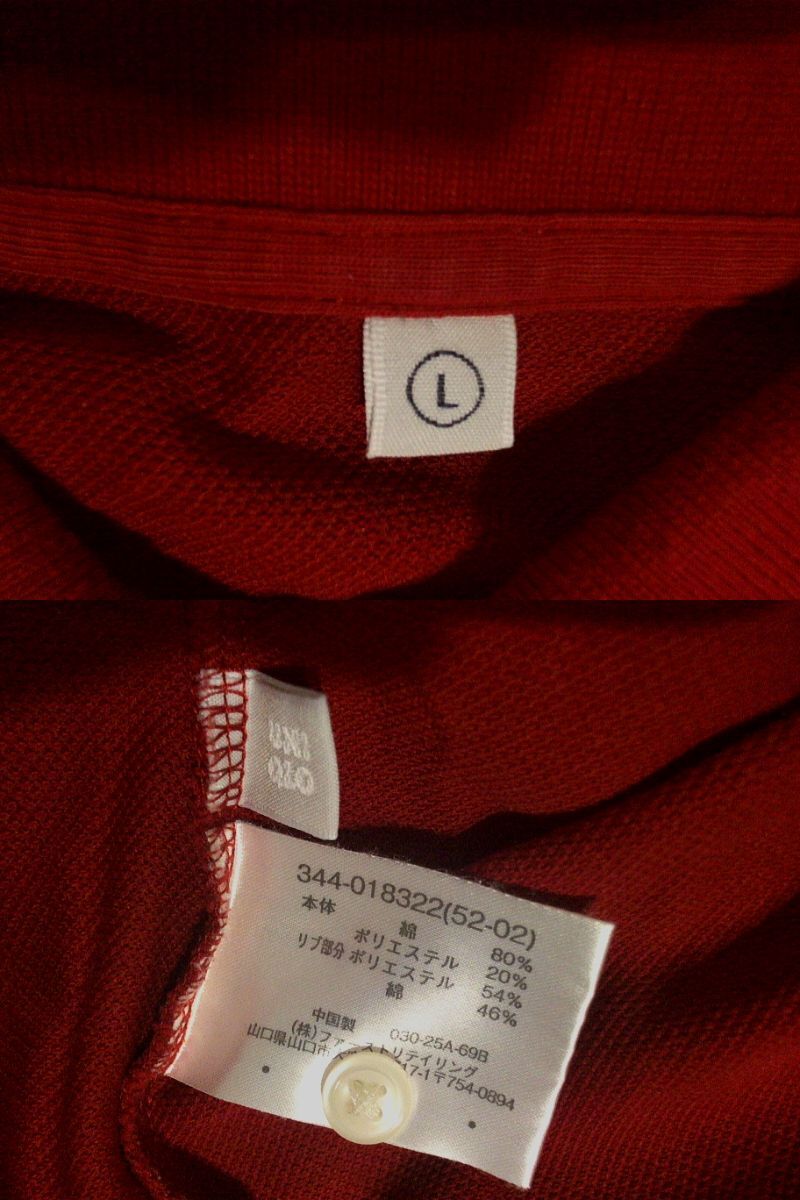 L
UNI
QLO
344-018322(52-02)
本体 綿 80%
ポリエステル 20%
リブ部分 ポリエステル 54%
綿 46%
中国製 030-25A-69B
(株)ファーストリテイリング
山口県山口市 17-1〒754-0894